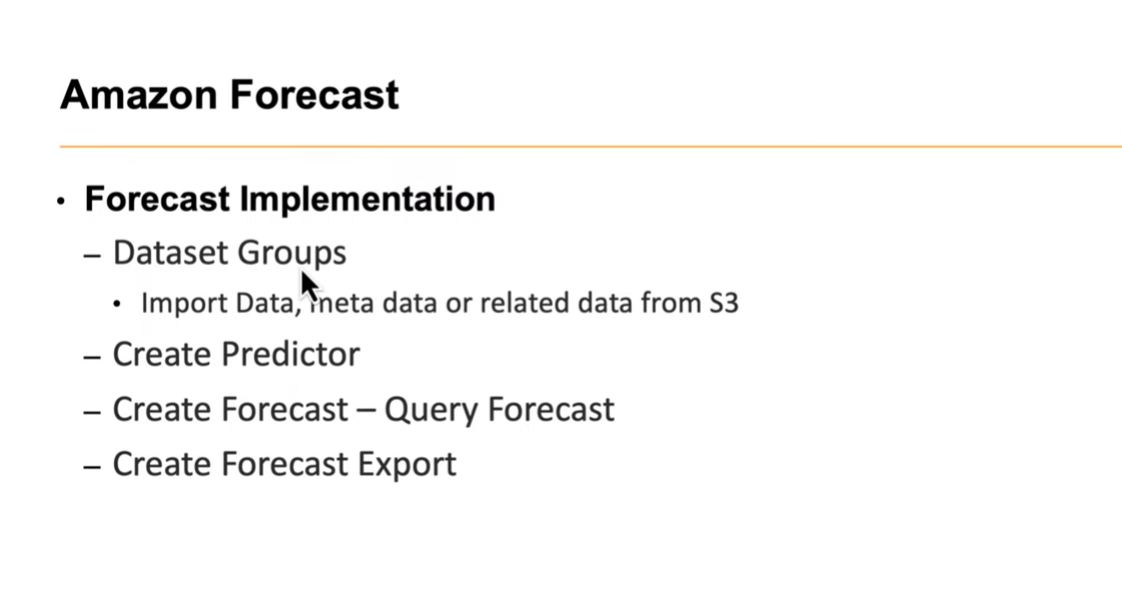 Amazon Forecast
• Forecast Implementation
– Dataset Groups
• Import Data, meta data or related data from S3
– Create Predictor
– Create Forecast – Query Forecast
– Create Forecast Export